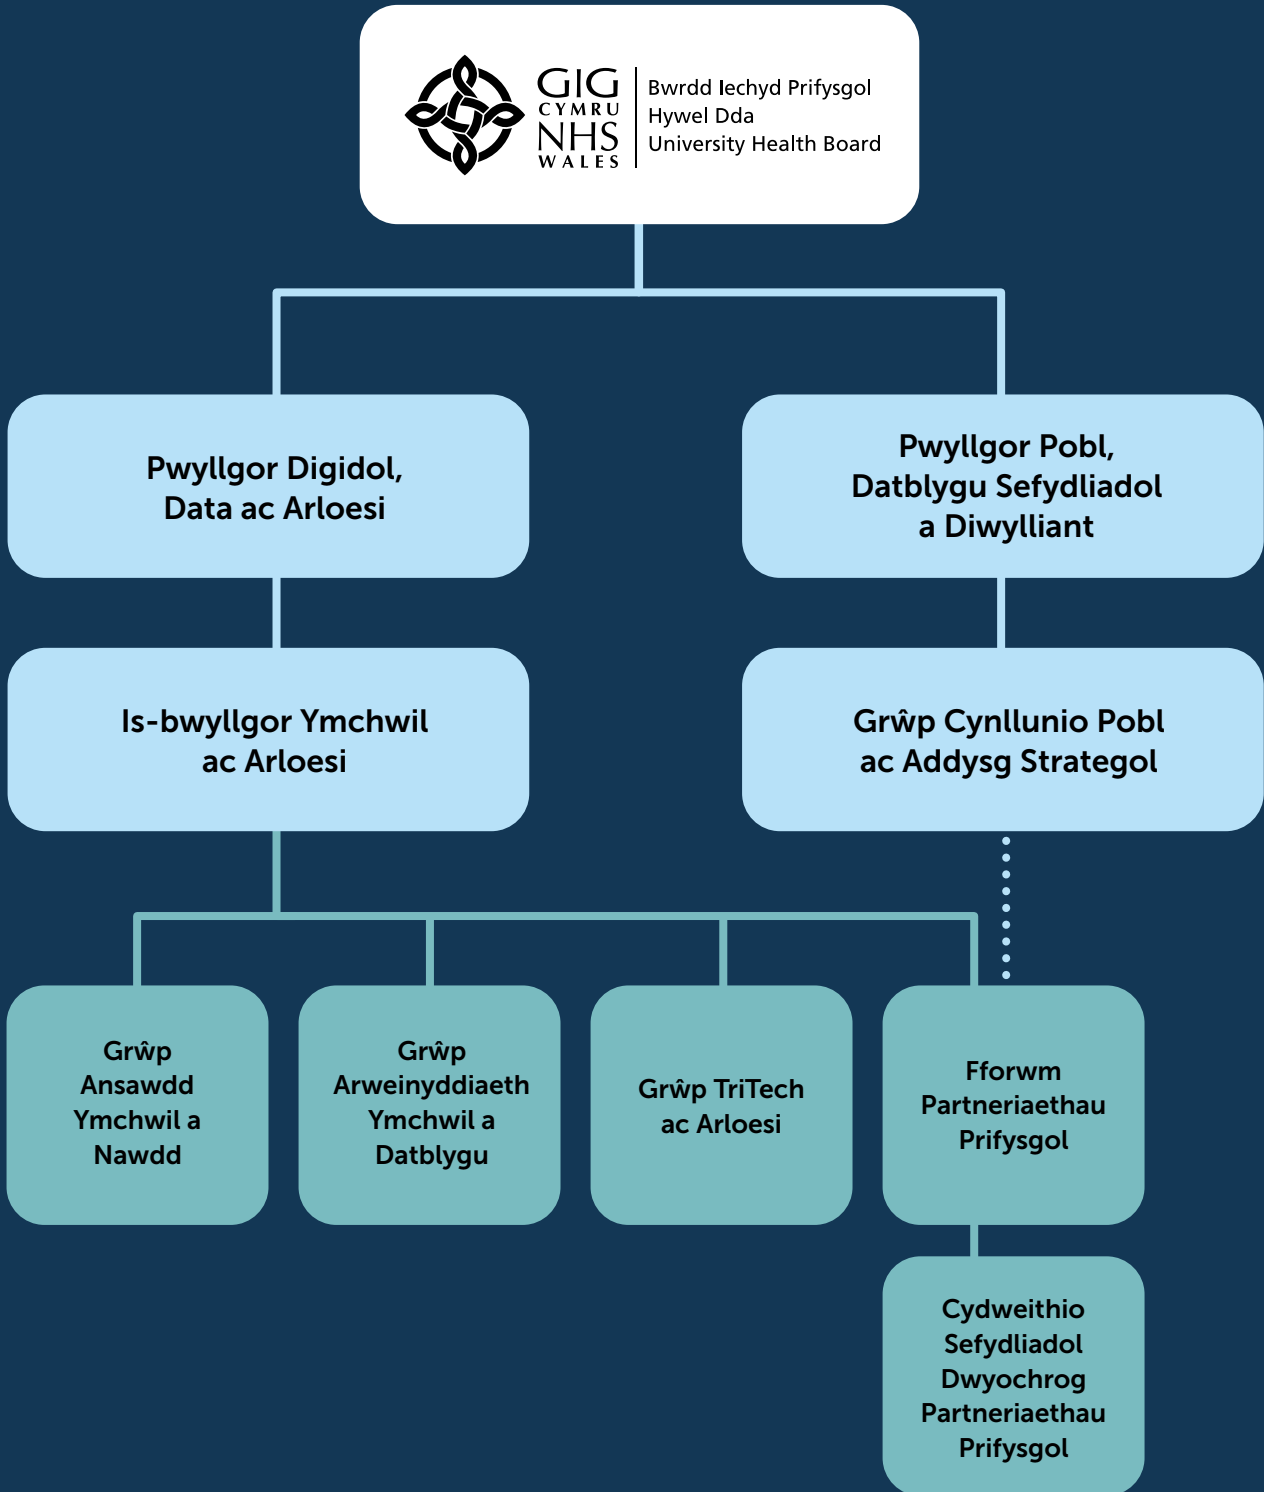 GIG
CYMRU
NHS
WALES
Bwrdd Iechyd Prifysgol
Hywel Dda
University Health Board
Pwyllgor Digidol,
Data ac Arloesi
Pwyllgor Pobl,
Datblygu Sefydliadol
a Diwylliant
Is-bwyllgor Ymchwil
ac Arloesi
Grŵp Cynllunio Pobl
ac Addysg Strategol
Grŵp
Ansawdd
Ymchwil a
Nawdd
Grŵp
Arweinyddiaeth
Ymchwil a
Datblygu
Grŵp TriTech
ac Arloesi
Fforwm
Partneriaethau
Prifysgol
Cydweithio
Sefydliadol
Dwyochrog
Partneriaethau
Prifysgol